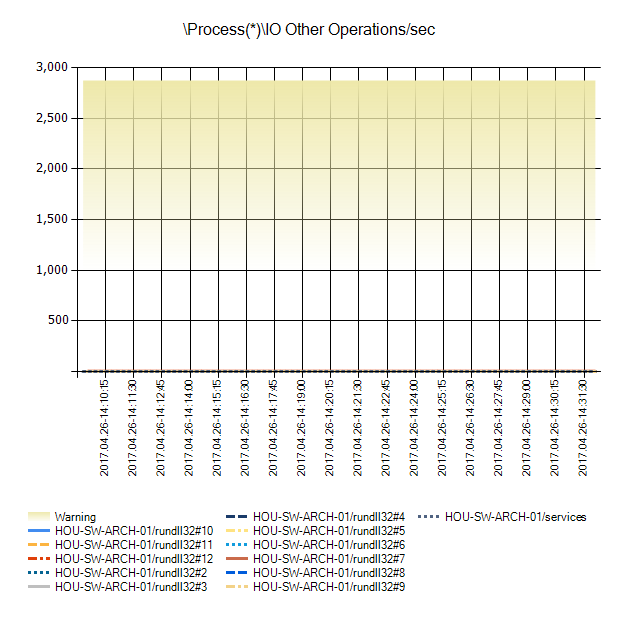 \Process(*)\IO Other Operations/sec
3,000
2,500
2,000
1,500
1,000
500
2017.04.26-14:10:15
2017.04.26-14:11:30
2017.04.26-14:12:45
2017.04.26-14:14:00
2017.04.26-14:15:15
2017.04.26-14:16:30
2017.04.26-14:17:45
2017.04.26-14:19:00
2017.04.26-14:20:15
2017.04.26-14:21:30
2017.04.26-14:22:45
2017.04.26-14:24:00
2017.04.26-14:25:15
2017.04.26-14:26:30
2017.04.26-14:27:45
2017.04.26-14:29:00
2017.04.26-14:30:15
2017.04.26-14:31:30
Warning
HOU-SW-ARCH-01/rundll32#10
HOU-SW-ARCH-01/rundll32#11
HOU-SW-ARCH-01/rundll32#12
HOU-SW-ARCH-01/rundll32#2
HOU-SW-ARCH-01/rundll32#3
HOU-SW-ARCH-01/rundll32#4
HOU-SW-ARCH-01/rundll32#5
HOU-SW-ARCH-01/rundll32#6
HOU-SW-ARCH-01/rundll32#7
HOU-SW-ARCH-01/rundll32#8
HOU-SW-ARCH-01/rundll32#9
HOU-SW-ARCH-01/services